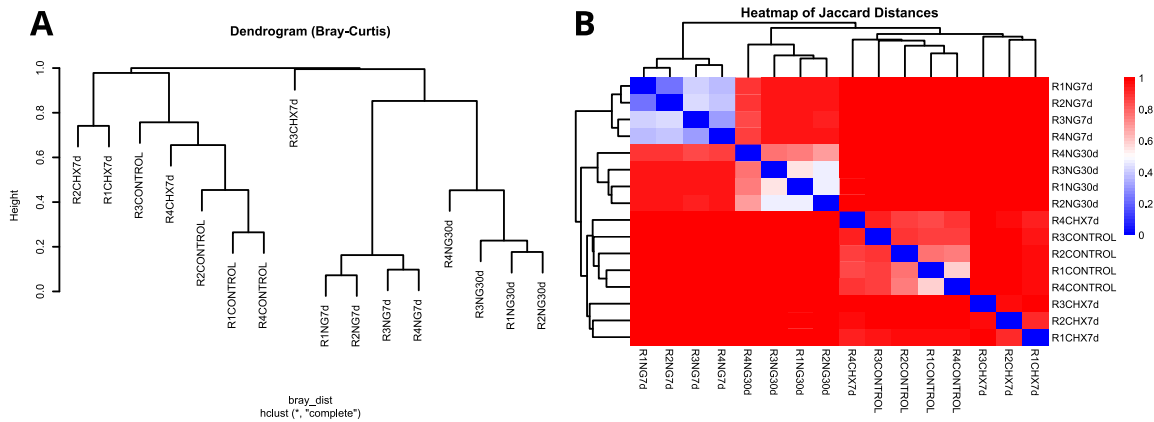 A
Dendrogram (Bray-Curtis)
Height
1.0
0.8
0.6
0.4
0.2
0.0
R2CHX7d
R1CHX7d
R3CONTROL
R4CHX7d
R2CONTROL
R1CONTROL
R4CONTROL
R3CHX7d
R1NG7d
R2NG7d
R3NG7d
R4NG7d
R4NG30d
R3NG30d
R1NG30d
R2NG30d
bray_dist
hclust (*, "complete")
B
Heatmap of Jaccard Distances
R1NG7d
R2NG7d
R3NG7d
R4NG7d
R4NG30d
R3NG30d
R1NG30d
R2NG30d
R4CHX7d
R3CONTROL
R2CONTROL
R1CONTROL
R4CONTROL
R3CHX7d
R2CHX7d
R1CHX7d
R1NG7d
R2NG7d
R3NG7d
R4NG7d
R4NG30d
R3NG30d
R1NG30d
R2NG30d
R4CHX7d
R3CONTROL
R2CONTROL
R1CONTROL
R4CONTROL
R3CHX7d
R2CHX7d
R1CHX7d
1
0.8
0.6
0.4
0.2
0